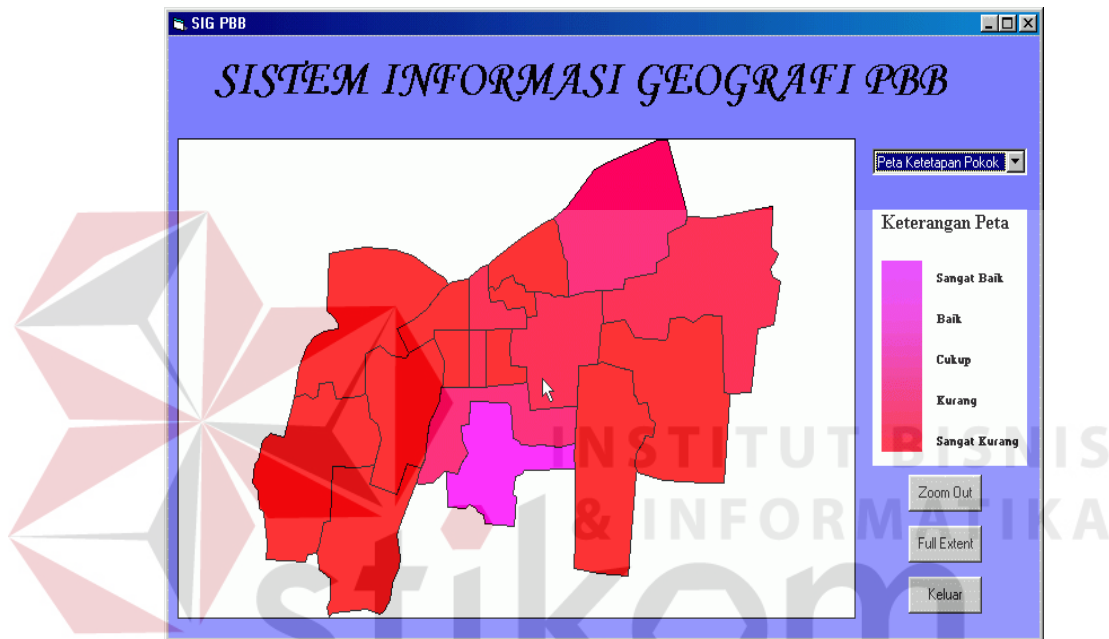 SIG PBB
SISTEM INFORMASI GEOGRAFI PBB
Peta Ketetapan Pokok
Keterangan Peta
Sangat Baik
Baik
Cukup
Kurang
Sangat Kurang
INSTITUT BISNIS
& INFORMATIKA
stikom
Zoom Out
Full Extent
Keluar